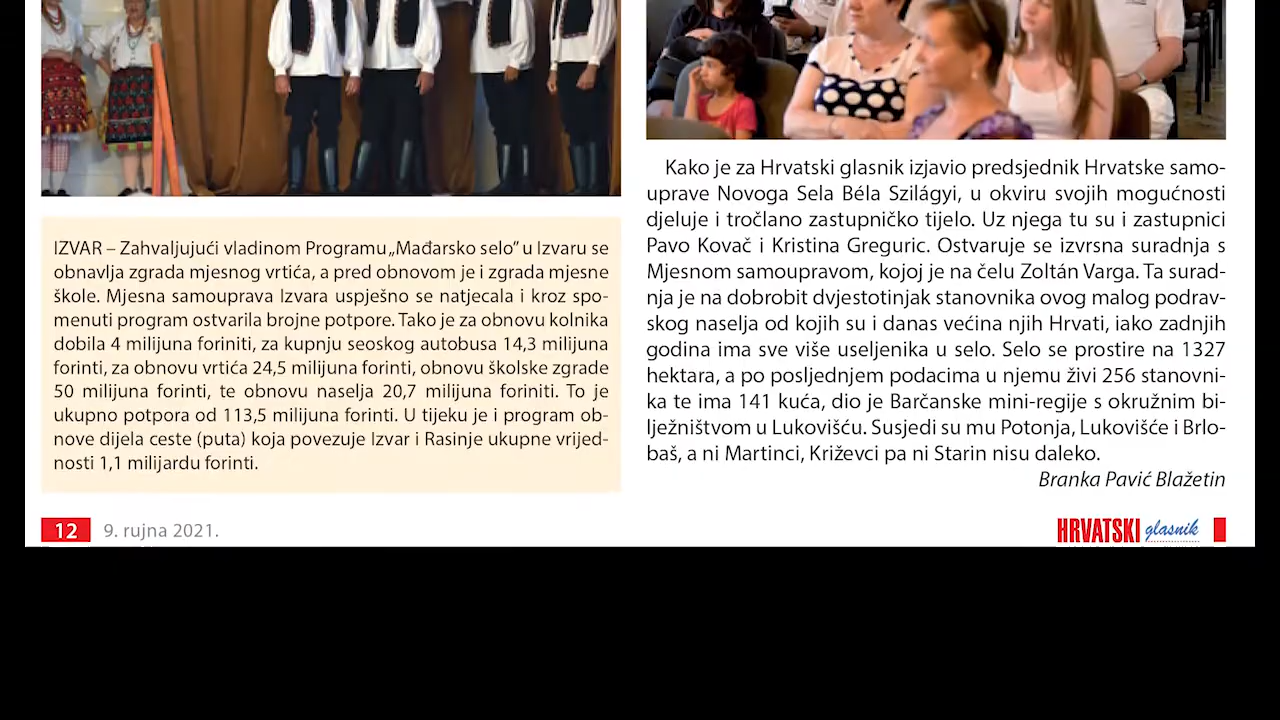 IZVAR – Zahvaljujući vladinom Programu „Mađarsko selo” u Izvaru se
obnavlja zgrada mjesnog vrtića, a pred obnovom je i zgrada mjesne
škole. Mjesna samouprava Izvara uspješno se natjecala i kroz spo-
menuti program ostvarila brojne potpore. Tako je za obnovu kolnika
dobila 4 milijuna foriniti, za kupnju seoskog autobusa 14,3 milijuna
forinti, za obnovu vrtića 24,5 milijuna forinti, obnovu školske zgrade
50 milijuna forinti, te obnovu naselja 20,7 milijuna foriniti. To je
ukupno potpora od 113,5 milijuna forinti. U tijeku je i program ob-
nove dijela ceste (puta) koja povezuje Izvar i Rasinje ukupne vrijed-
nosti 1,1 milijardu forinti.
Kako je za Hrvatski glasnik izjavio predsjednik Hrvatske samo-
uprave Novoga Sela Béla Szilágyi, u okviru svojih mogućnosti
djeluje i tročlano zastupničko tijelo. Uz njega tu su i zastupnici
Pavo Kovač i Kristina Greguric. Ostvaruje se izvrsna suradnja s
Mjesnom samoupravom, kojoj je na čelu Zoltán Varga. Ta surad-
nja je na dobrobit dvjestotinjak stanovnika ovog malog podrav-
skog naselja od kojih su i danas većina njih Hrvati, iako zadnjih
godina ima sve više useljenika u selo. Selo se prostire na 1327
hektara, a po posljednjem podacima u njemu živi 256 stanovni-
ka te ima 141 kuća, dio je Barčanske mini-regije s okružnim bi-
lježništvom u Lukovišću. Susjedi su mu Potonja, Lukovišće i Brlo-
baš, a ni Martinci, Križevci pa ni Starin nisu daleko.
Branka Pavić Blažetin
12 9. rujna 2021.
HRVATSKI glasnik